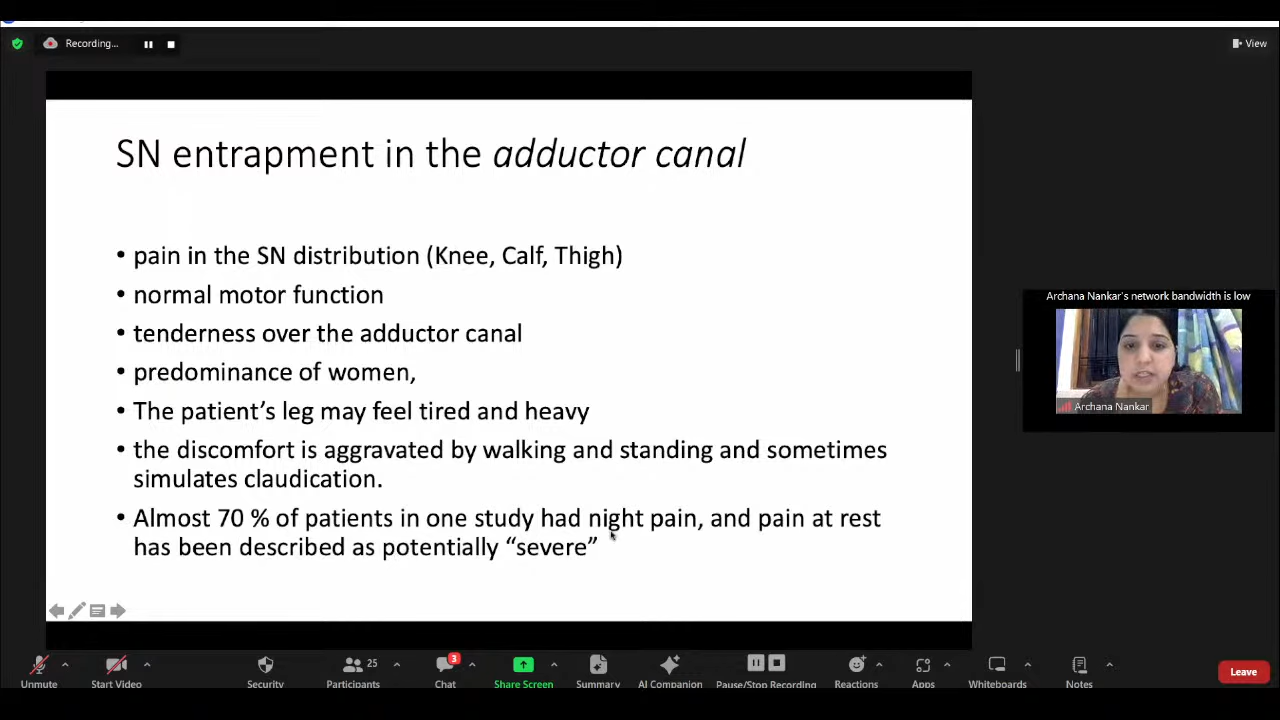 Recording...
View
SN entrapment in the adductor canal
• pain in the SN distribution (Knee, Calf, Thigh)
• normal motor function
• tenderness over the adductor canal
• predominance of women,
• The patient’s leg may feel tired and heavy
• the discomfort is aggravated by walking and standing and sometimes
simulates claudication.
• Almost 70 % of patients in one study had night pain, and pain at rest
has been described as potentially “severe”
Archana Nankar's network bandwidth is low
Archana Nankar
Unmute
Start Video
Security
25
Participants
3
Chat
Share Screen
Summary
AI Companion
Pause/Stop Recording
Reactions
Apps
Whiteboards
Notes
Leave